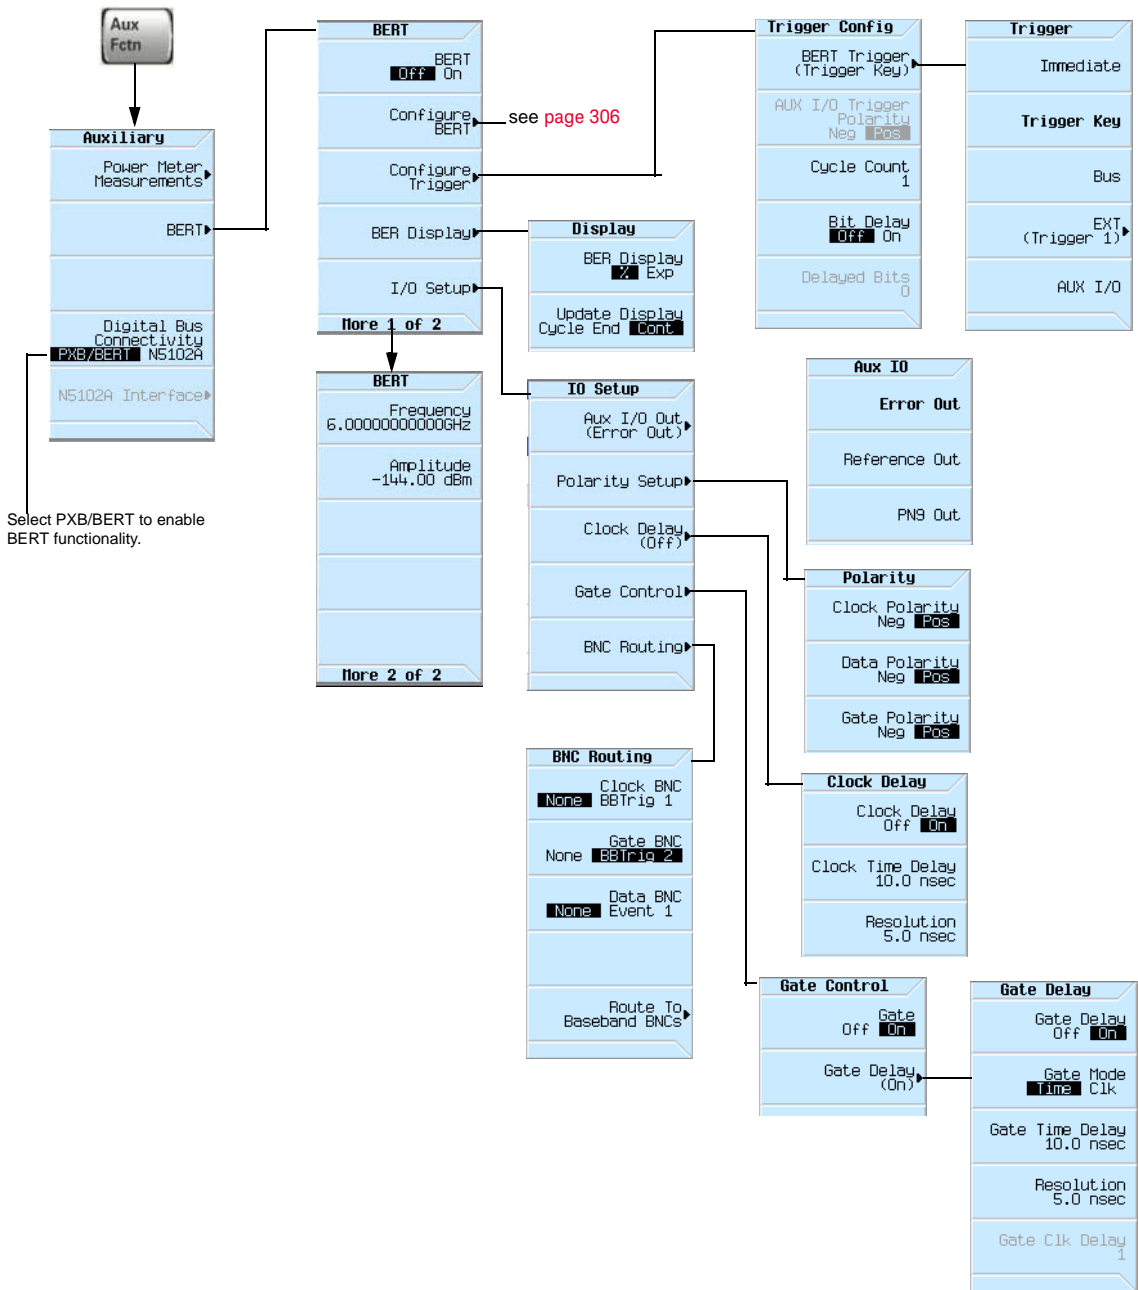 Aux
Fctn
Auxiliary
Power Meter
Measurements
BERT
Digital Bus
Connectivity
PXB/BERT N5102A
N5102A Interface
Select PXB/BERT to enable
BERT functionality.
BERT
BERT
Off On
Configure
BERT
see page 306
Configure
Trigger
BER Display
I/O Setup
More 1 of 2
BERT
Frequency
6.00000000000GHz
Amplitude
-144.00 dBm
More 2 of 2
Display
BER Display
% Exp
Update Display
Cycle End Cont
IO Setup
Aux I/O Out
(Error Out)
Polarity Setup
Clock Delay
(Off)
Gate Control
BNC Routing
BNC Routing
Clock BNC
None BBTrig 1
Gate BNC
None BBTrig 2
Data BNC
None Event 1
Route To
Baseband BNCs
Trigger Config
BERT Trigger
(Trigger Key)
AUX I/O Trigger
Polarity
Neg Pos
Cycle Count
1
Bit Delay
Off On
Delayed Bits
0
Trigger
Immediate
Trigger Key
Bus
EXT
(Trigger 1)
AUX I/O
Aux IO
Error Out
Reference Out
PN9 Out
Polarity
Clock Polarity
Neg Pos
Data Polarity
Neg Pos
Gate Polarity
Neg Pos
Clock Delay
Clock Delay
Off On
Clock Time Delay
10.0 nsec
Resolution
5.0 nsec
Gate Control
Gate
Off On
Gate Delay
(On)
Gate Delay
Gate Delay
Off On
Gate Mode
Time Clk
Gate Time Delay
10.0 nsec
Resolution
5.0 nsec
Gate Clk Delay
1